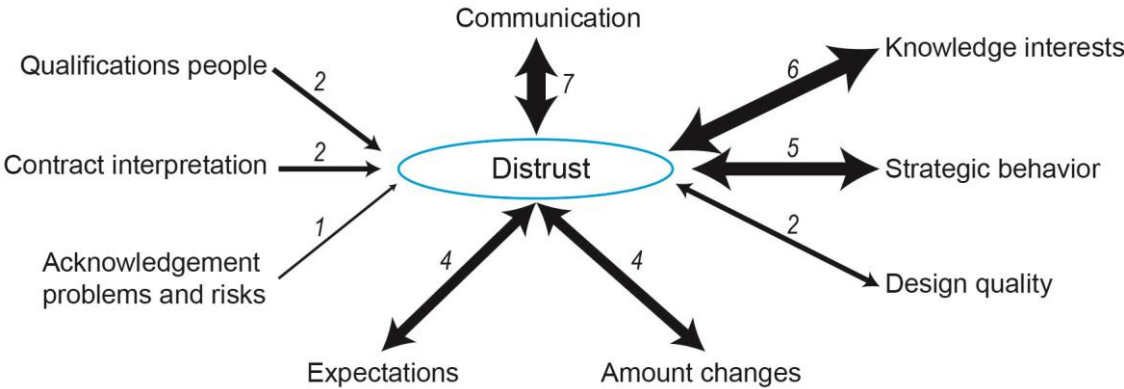 Communication
Knowledge interests
Qualifications people
2
7
6
Contract interpretation
2
Distrust
5
Strategic behavior
1
2
Acknowledgement
problems and risks
4
4
Design quality
Expectations
Amount changes